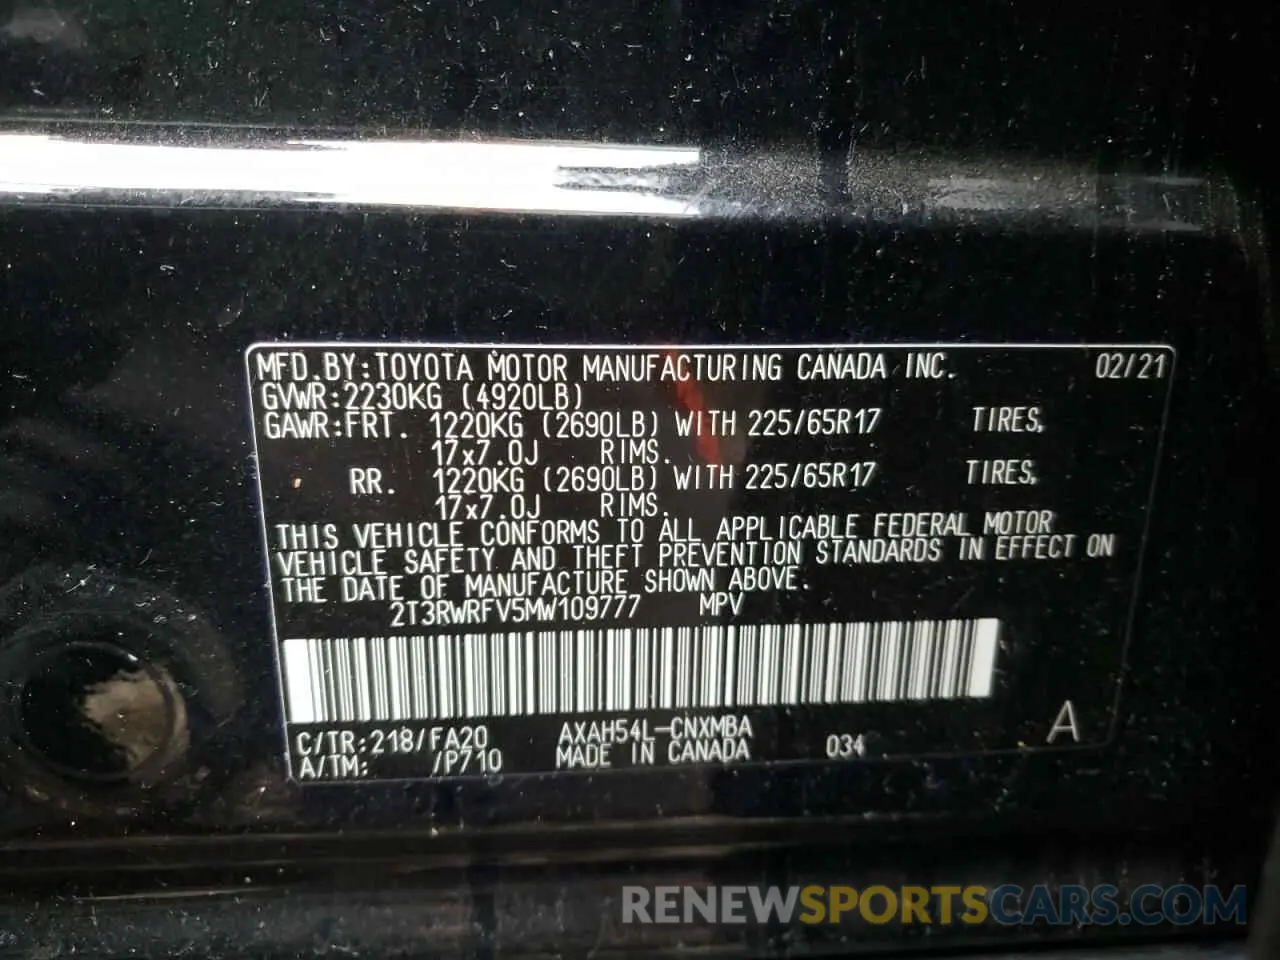 MFD.BY:TOYOTA MOTOR MANUFACTURING CANADA INC. 02/21
GVWR:2230KG (4920LB)
GAWR:FRT. 1220KG (2690LB) WITH 225/65R17 TIRES,
17x7.0J RIMS.
RR. 1220KG (2690LB) WITH 225/65R17 TIRES,
17x7.0J RIMS.
THIS VEHICLE CONFORMS TO ALL APPLICABLE FEDERAL MOTOR
VEHICLE SAFETY AND THEFT PREVENTION STANDARDS IN EFFECT ON
THE DATE OF MANUFACTURE SHOWN ABOVE.
2T3RWRFV5MW109777 MPV
C/TR:218/FA20 AXAH54L-CNXMBA
A/TM: /P710 MADE IN CANADA 034 A
RENEWSPORTSCARS.COM